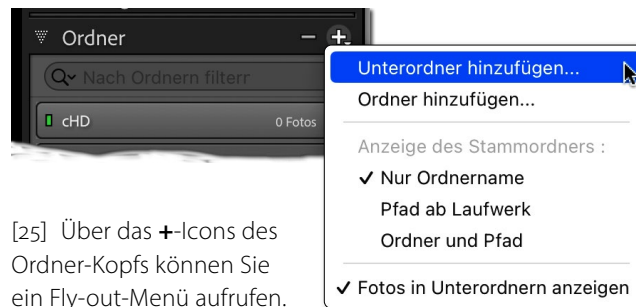 Ordner
Nach Ordnern filterr
cHD
0 Fotos
Unterordner hinzufügen...
Ordner hinzufügen...
Anzeige des Stammordners :
✓ Nur Ordnername
Pfad ab Laufwerk
Ordner und Pfad
✓ Fotos in Unterordnern anzeigen
[25] Über das +-Icons des
Ordner-Kopfs können Sie
ein Fly-out-Menü aufrufen.